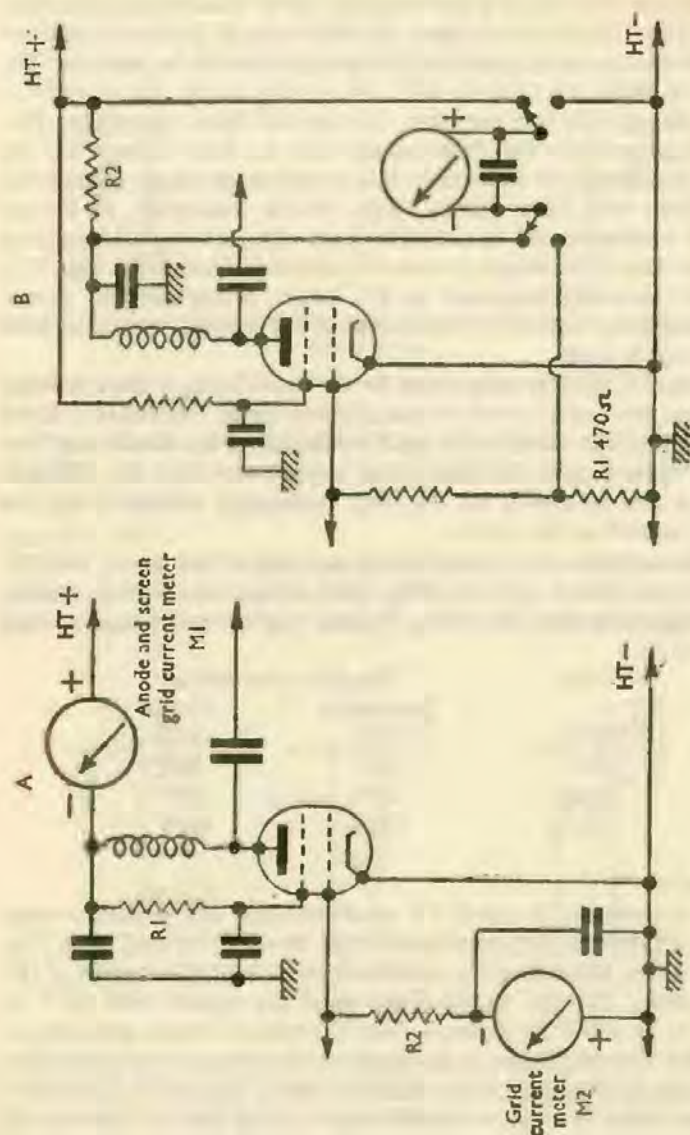 A
HT+
Anode and screen
grid current meter
M1
−
+
R1
R2
−
+
Grid
current
meter
M2
HT−
B
HT+
R2
−
+
R1 470Ω
HT−